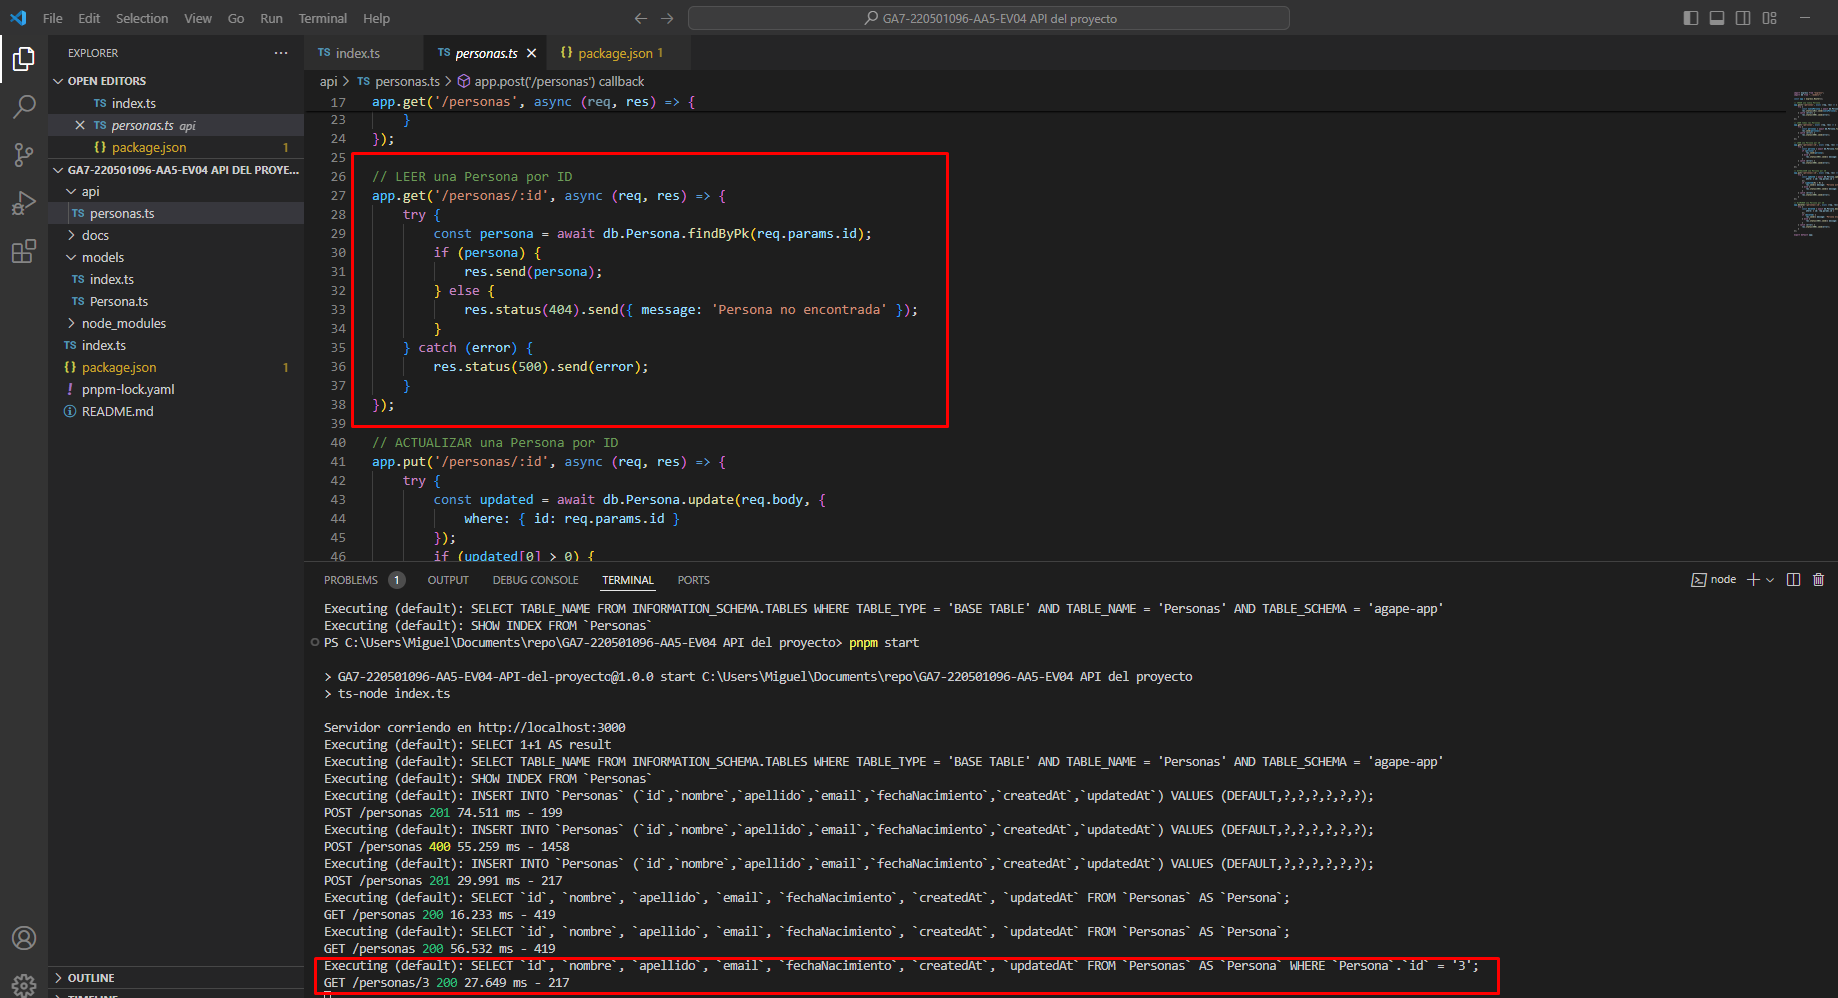 File Edit Selection View Go Run Terminal Help
GA7-220501096-AA5-EV04 API del proyecto
EXPLORER
OPEN EDITORS
TS index.ts
TS personas.ts api
{} package.json 1
GA7-220501096-AA5-EV04 API DEL PROYE...
api
TS personas.ts
docs
models
TS index.ts
TS Persona.ts
node_modules
TS index.ts
{} package.json 1
! pnpm-lock.yaml
README.md
OUTLINE
TS index.ts TS personas.ts {} package.json 1
api > TS personas.ts > app.post('/personas') callback
17 app.get('/personas', async (req, res) => {
23 }
24 });
25
26 // LEER una Persona por ID
27 app.get('/personas/:id', async (req, res) => {
28 try {
29 const persona = await db.Persona.findByPk(req.params.id);
30 if (persona) {
31 res.send(persona);
32 } else {
33 res.status(404).send({ message: 'Persona no encontrada' });
34 }
35 } catch (error) {
36 res.status(500).send(error);
37 }
38 });
39
40 // ACTUALIZAR una Persona por ID
41 app.put('/personas/:id', async (req, res) => {
42 try {
43 const updated = await db.Persona.update(req.body, {
44 where: { id: req.params.id }
45 });
46 if (updated[0] > 0) {
PROBLEMS 1 OUTPUT DEBUG CONSOLE TERMINAL PORTS
node
Executing (default): SELECT TABLE_NAME FROM INFORMATION_SCHEMA.TABLES WHERE TABLE_TYPE = 'BASE TABLE' AND TABLE_NAME = 'Personas' AND TABLE_SCHEMA = 'agape-app'
Executing (default): SHOW INDEX FROM `Personas`
PS C:\Users\Miguel\Documents\repo\GA7-220501096-AA5-EV04 API del proyecto> pnpm start
> GA7-220501096-AA5-EV04-API-del-proyecto@1.0.0 start C:\Users\Miguel\Documents\repo\GA7-220501096-AA5-EV04 API del proyecto
> ts-node index.ts
Servidor corriendo en http://localhost:3000
Executing (default): SELECT 1+1 AS result
Executing (default): SELECT TABLE_NAME FROM INFORMATION_SCHEMA.TABLES WHERE TABLE_TYPE = 'BASE TABLE' AND TABLE_NAME = 'Personas' AND TABLE_SCHEMA = 'agape-app'
Executing (default): SHOW INDEX FROM `Personas`
Executing (default): INSERT INTO `Personas` (`id`,`nombre`,`apellido`,`email`,`fechaNacimiento`,`createdAt`,`updatedAt`) VALUES (DEFAULT,?,?,?,?,?,?);
POST /personas 201 74.511 ms - 199
Executing (default): INSERT INTO `Personas` (`id`,`nombre`,`apellido`,`email`,`fechaNacimiento`,`createdAt`,`updatedAt`) VALUES (DEFAULT,?,?,?,?,?,?);
POST /personas 400 55.259 ms - 1458
Executing (default): INSERT INTO `Personas` (`id`,`nombre`,`apellido`,`email`,`fechaNacimiento`,`createdAt`,`updatedAt`) VALUES (DEFAULT,?,?,?,?,?,?);
POST /personas 201 29.991 ms - 217
Executing (default): SELECT `id`, `nombre`, `apellido`, `email`, `fechaNacimiento`, `createdAt`, `updatedAt` FROM `Personas` AS `Persona`;
GET /personas 200 16.233 ms - 419
Executing (default): SELECT `id`, `nombre`, `apellido`, `email`, `fechaNacimiento`, `createdAt`, `updatedAt` FROM `Personas` AS `Persona`;
GET /personas 200 56.532 ms - 419
Executing (default): SELECT `id`, `nombre`, `apellido`, `email`, `fechaNacimiento`, `createdAt`, `updatedAt` FROM `Personas` AS `Persona` WHERE `Persona`.`id` = '3';
GET /personas/3 200 27.649 ms - 217